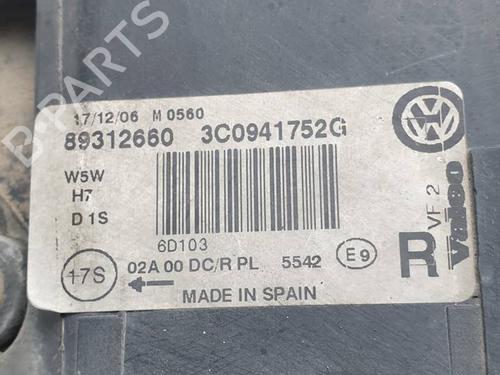 17/12/06 M 0560
89312660 3C0941752G
W5W
H7
D1S
6D103
17S
02A 00 DC/R PL 5542 E9
MADE IN SPAIN
R
VF 2
Valeo
B-PARTS